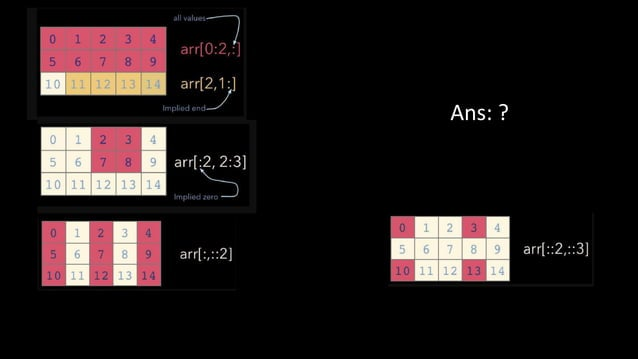 all values
0 1 2 3 4
5 6 7 8 9
10 11 12 13 14
arr[0:2,:]
arr[2,1:]
Implied end
Ans: ?
0 1 2 3 4
5 6 7 8 9
10 11 12 13 14
arr[:2, 2:3]
Implied zero
0 1 2 3 4
5 6 7 8 9
10 11 12 13 14
arr[:,::2]
0 1 2 3 4
5 6 7 8 9
10 11 12 13 14
arr[::2,::3]